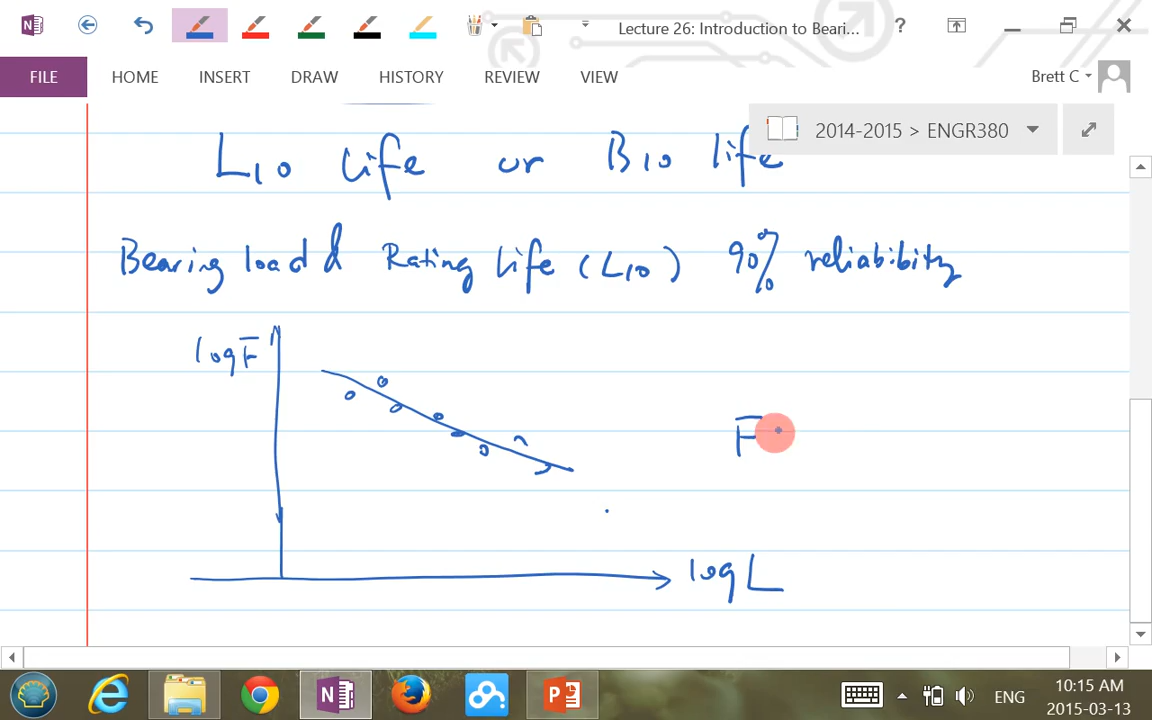 Lecture 26: Introduction to Beari...
?
FILE HOME INSERT DRAW HISTORY REVIEW VIEW
Brett C
2014-2015 > ENGR380
L10 life or B10 life
Bearing load & Rating life (L10) 90% reliabibity
log F
F
log L
ENG
10:15 AM
2015-03-13